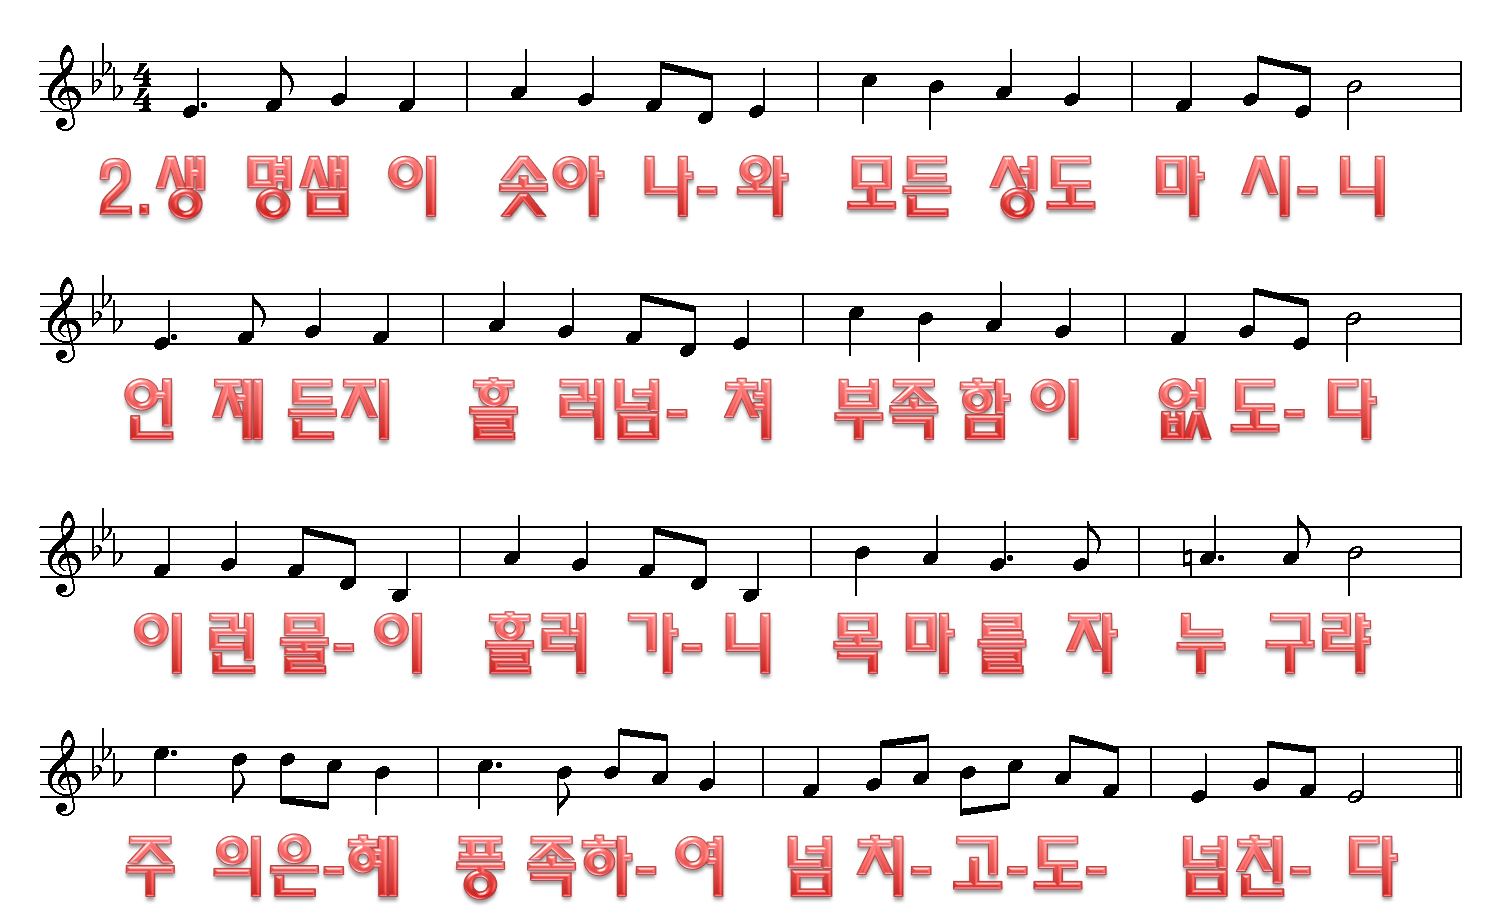 2.생 명샘 이 솟아 나- 와 모든 성도 마 시- 니
언 제 든지 흘 러넘- 쳐 부족 함 이 없 도- 다
이 런 물- 이 흘러 가- 니 목 마 를 자 누 구랴
주 의은-혜 풍 족하- 여 넘 치- 고-도- 넘친- 다